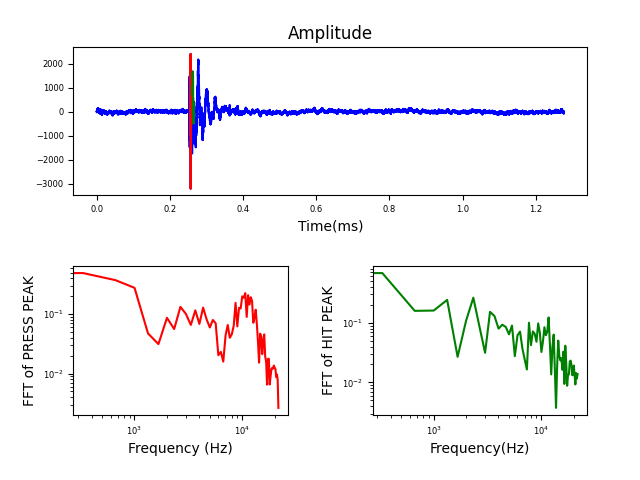 Amplitude
2000
1000
0
−1000
−2000
−3000
0.0 0.2 0.4 0.6 0.8 1.0 1.2
Time(ms)
FFT of PRESS PEAK
10⁻¹
10⁻²
10³ 10⁴
Frequency (Hz)
FFT of HIT PEAK
10⁻¹
10⁻²
10³ 10⁴
Frequency(Hz)